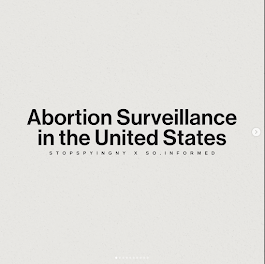 Abortion Surveillance
in the United States
STOPSPYINGNY X SO.INFORMED